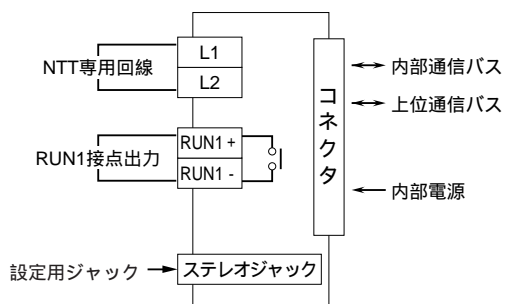 NTT専用回線
L1
L2
RUN1接点出力
RUN1 +
RUN1 -
設定用ジャック
ステレオジャック
コネクタ
内部通信バス
上位通信バス
内部電源